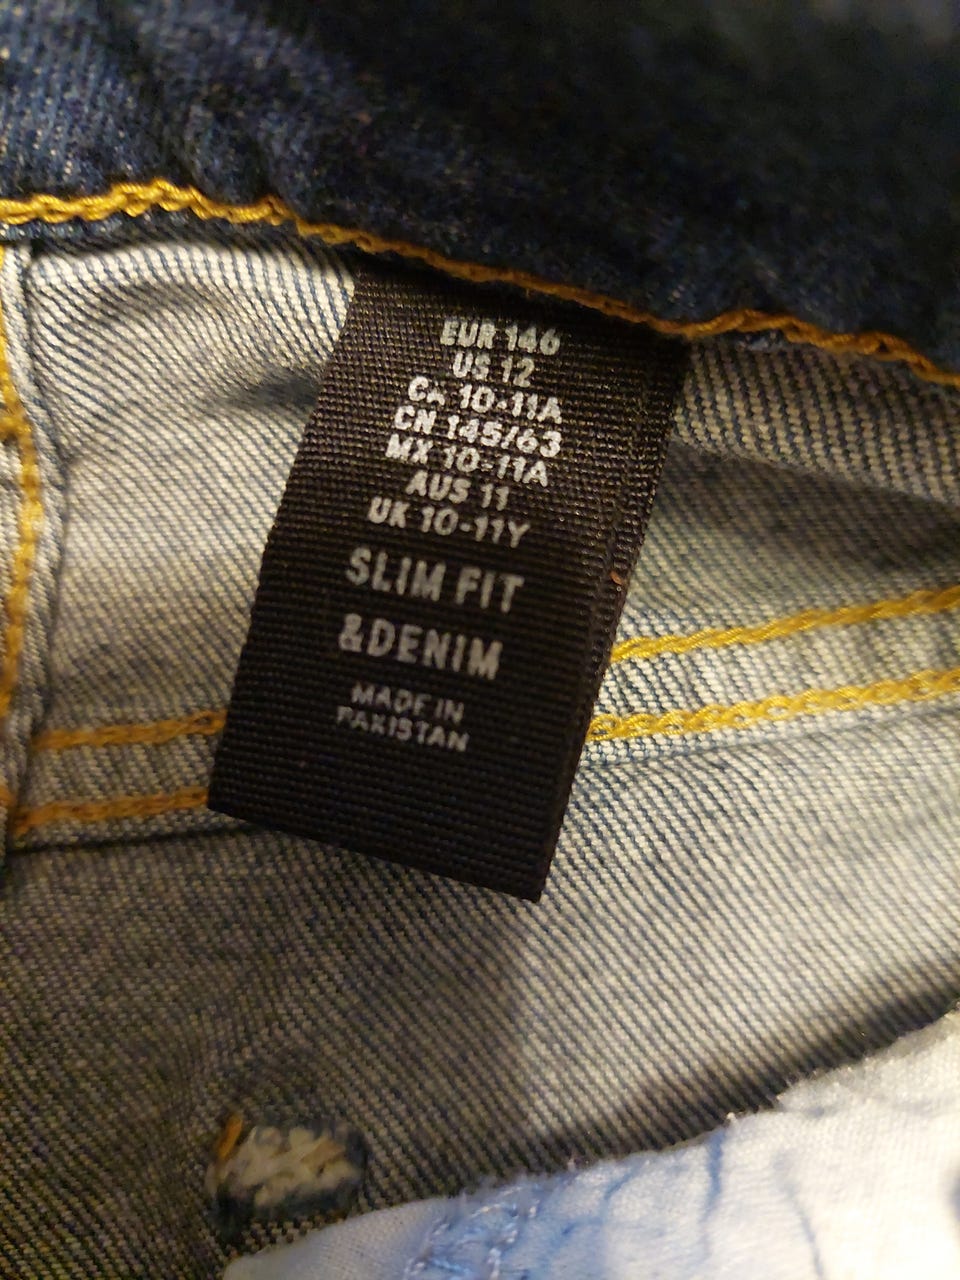 EUR 146
US 12
CA 10-11A
CN 145/63
MX 10-11A
AUS 11
UK 10-11Y
SLIM FIT
&DENIM
MADE IN
PAKISTAN